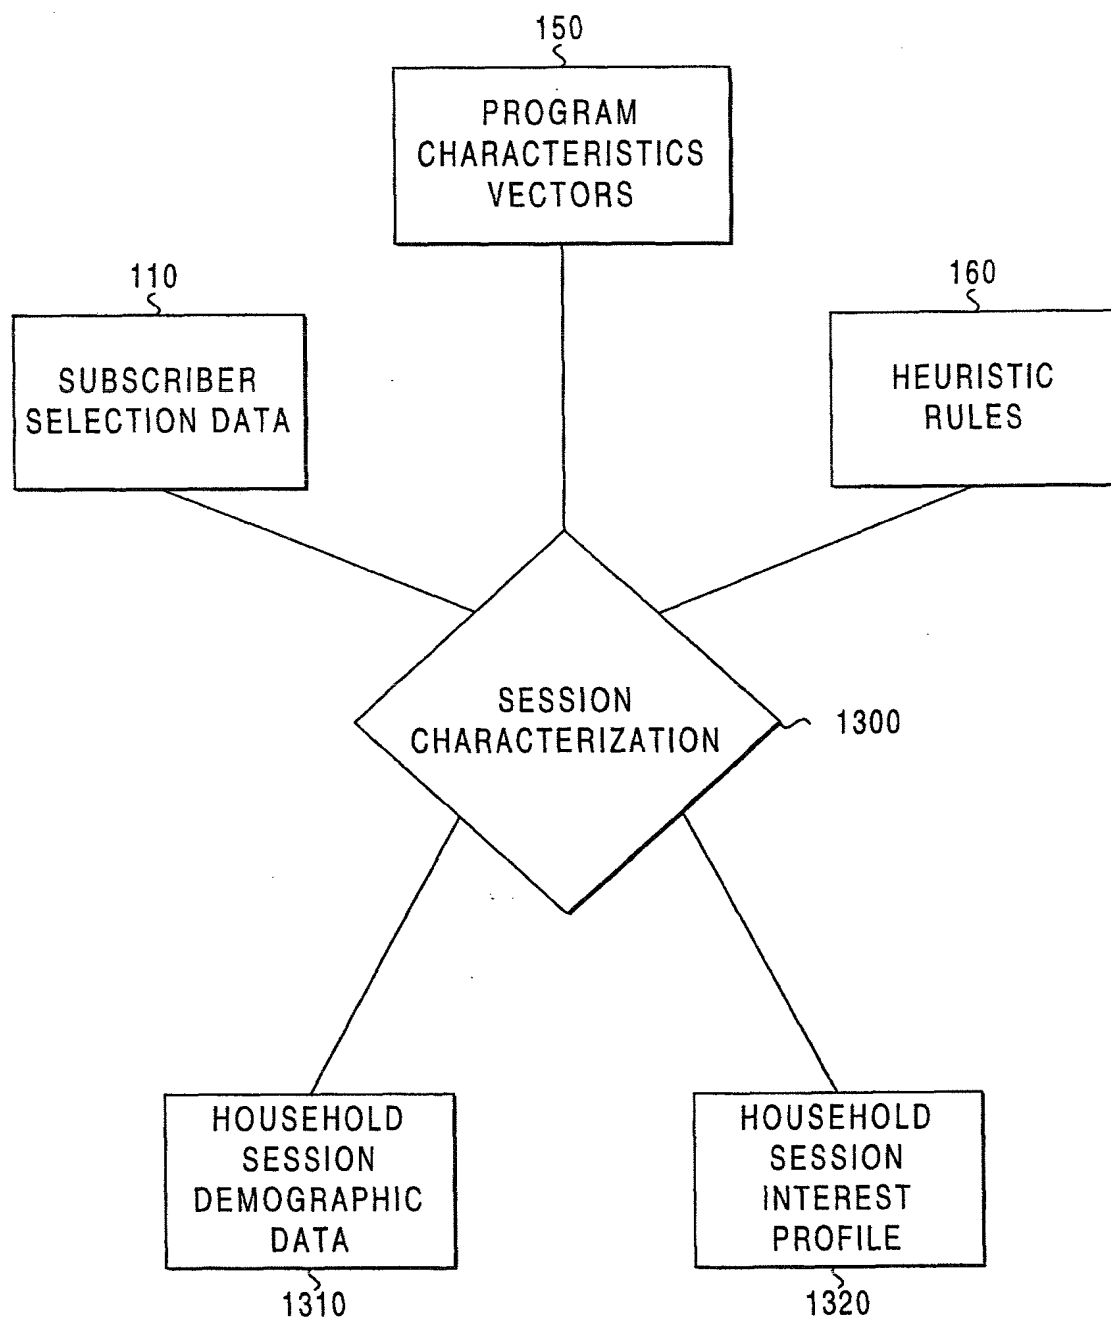 150
PROGRAM
CHARACTERISTICS
VECTORS
110
SUBSCRIBER
SELECTION DATA
160
HEURISTIC
RULES
SESSION
CHARACTERIZATION
1300
HOUSEHOLD
SESSION
DEMOGRAPHIC
DATA
1310
HOUSEHOLD
SESSION
INTEREST
PROFILE
1320